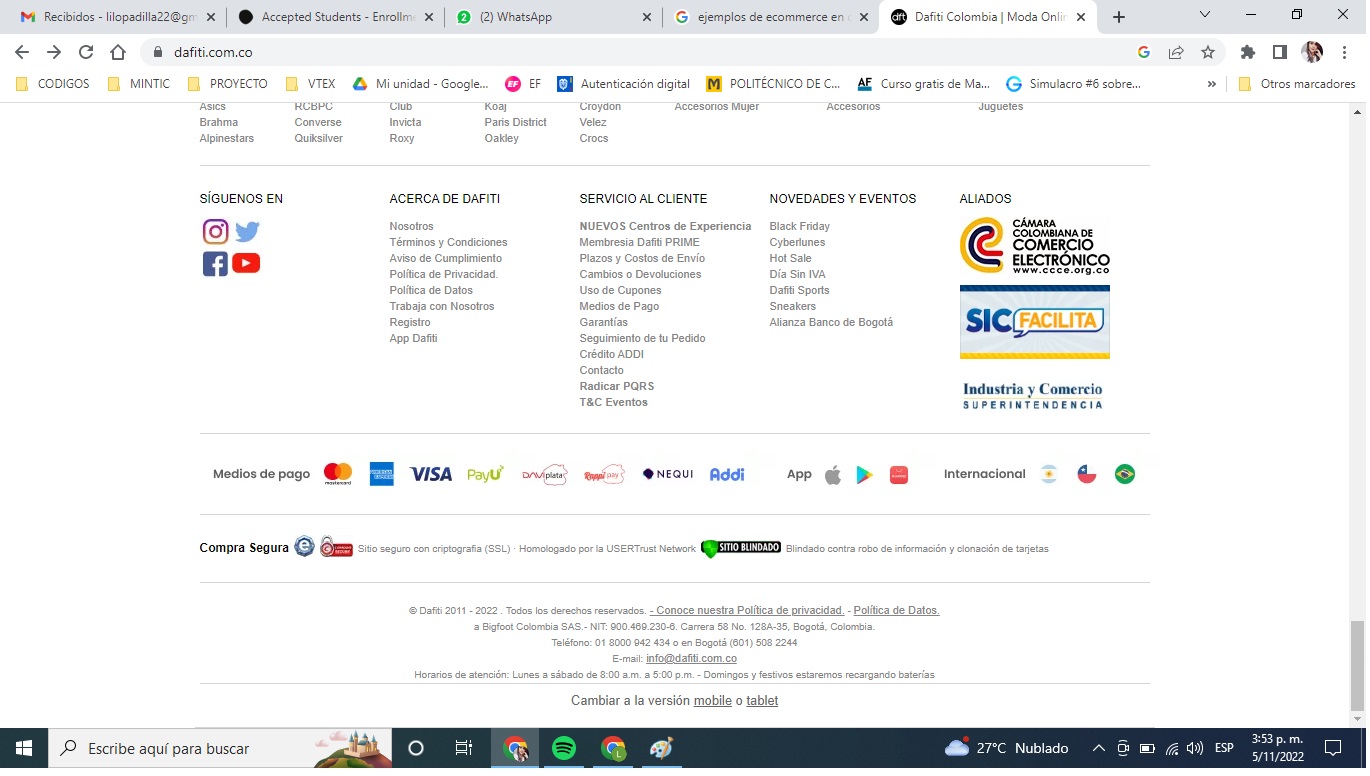 Recibidos - lilopadilla22@gm
Accepted Students - Enrollme
(2) WhatsApp
ejemplos de ecommerce en c
Dafiti Colombia | Moda Onlin
dafiti.com.co
CODIGOS
MINTIC
PROYECTO
VTEX
Mi unidad - Google...
EF
Autenticación digital
POLITÉCNICO DE C...
Curso gratis de Ma...
Simulacro #6 sobre...
»
Otros marcadores
Asics RCBPC Club Koaj Croydon Accesorios Mujer Accesorios Juguetes
Brahma Converse Invicta Paris District Velez
Alpinestars Quiksilver Roxy Oakley Crocs
SÍGUENOS EN
ACERCA DE DAFITI
Nosotros
Términos y Condiciones
Aviso de Cumplimiento
Política de Privacidad.
Política de Datos
Trabaja con Nosotros
Registro
App Dafiti
SERVICIO AL CLIENTE
NUEVOS Centros de Experiencia
Membresia Dafiti PRIME
Plazos y Costos de Envío
Cambios o Devoluciones
Uso de Cupones
Medios de Pago
Garantías
Seguimiento de tu Pedido
Crédito ADDI
Contacto
Radicar PQRS
T&C Eventos
NOVEDADES Y EVENTOS
Black Friday
Cyberlunes
Hot Sale
Día Sin IVA
Dafiti Sports
Sneakers
Alianza Banco de Bogotá
ALIADOS
CÁMARA
COLOMBIANA DE
COMERCIO
ELECTRÓNICO
www.ccce.org.co
SIC FACILITA
Industria y Comercio
SUPERINTENDENCIA
Medios de pago mastercard AMERICAN EXPRESS VISA PayU DAVIplata Rappi pay NEQUI Addi App Internacional
Compra Segura Sitio seguro con criptografia (SSL) · Homologado por la USERTrust Network SITIO BLINDADO Blindado contra robo de información y clonación de tarjetas
© Dafiti 2011 - 2022 . Todos los derechos reservados. - Conoce nuestra Política de privacidad. - Política de Datos.
a Bigfoot Colombia SAS.- NIT: 900.469.230-6. Carrera 58 No. 128A-35, Bogotá, Colombia.
Teléfono: 01 8000 942 434 o en Bogotá (601) 508 2244
E-mail: info@dafiti.com.co
Horarios de atención: Lunes a sábado de 8:00 a.m. a 5:00 p.m. - Domingos y festivos estaremos recargando baterías
Cambiar a la versión mobile o tablet
Escribe aquí para buscar
27°C Nublado
ESP
3:53 p. m.
5/11/2022